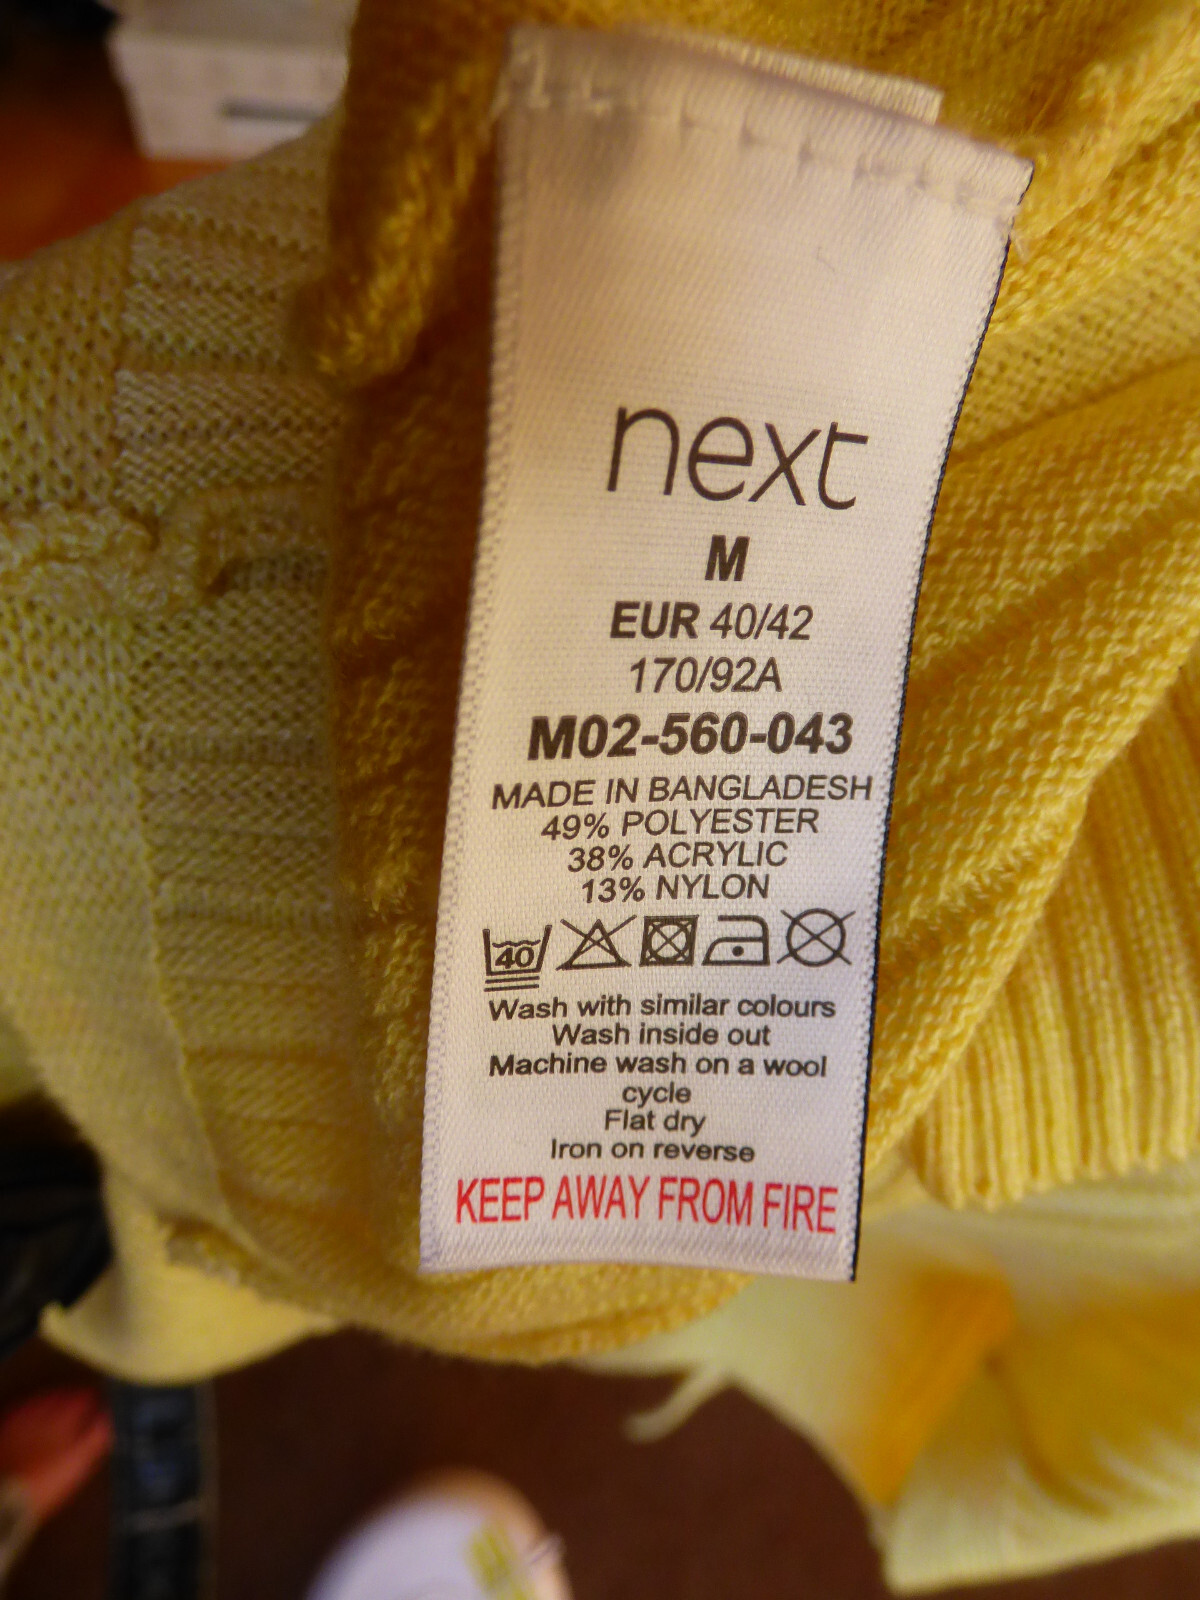 next
M
EUR 40/42
170/92A
M02-560-043
MADE IN BANGLADESH
49% POLYESTER
38% ACRYLIC
13% NYLON
40
Wash with similar colours
Wash inside out
Machine wash on a wool
cycle
Flat dry
Iron on reverse
KEEP AWAY FROM FIRE